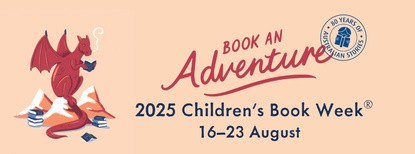 BOOK AN
Adventure
• 80 YEARS OF •
AUSTRALIAN STORIES
2025 Children's Book Week®
16–23 August